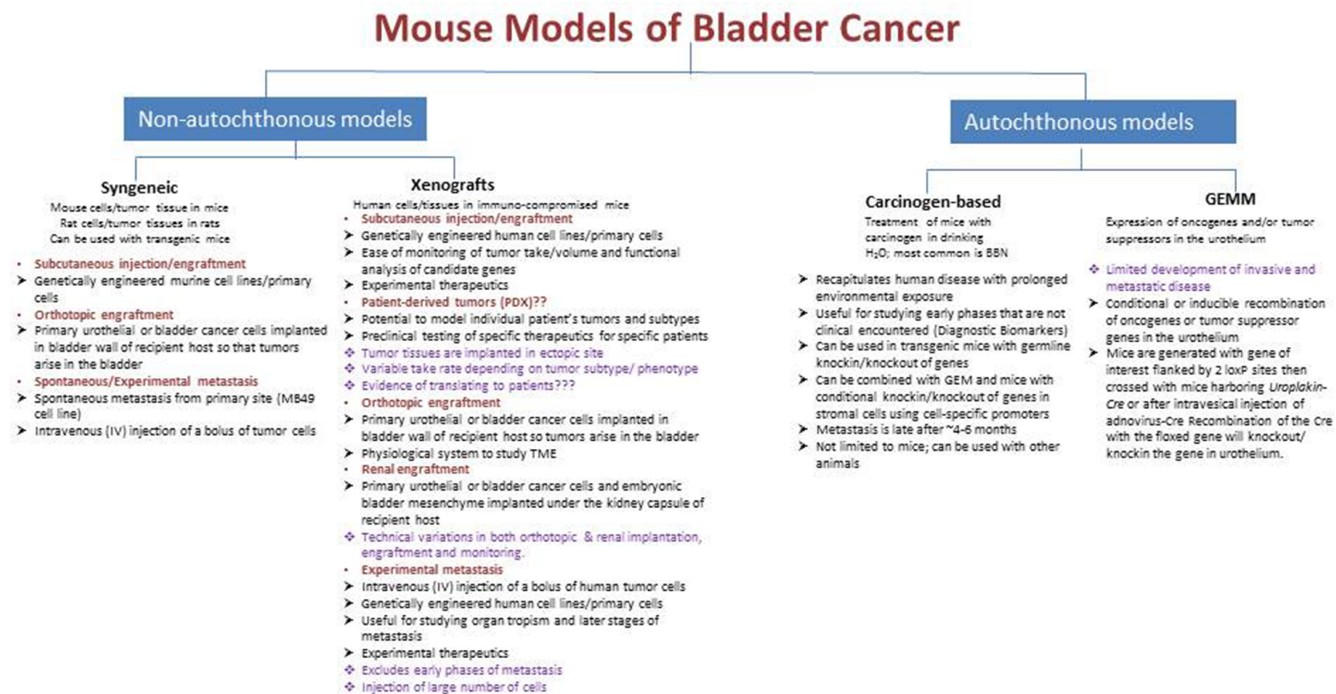 Mouse Models of Bladder Cancer
Non-autochthonous models
Syngeneic
Mouse cells/tumor tissue in mice
Rat cells/tumor tissues in rats
Can be used with transgenic mice
• Subcutaneous injection/engraftment
➤ Genetically engineered murine cell lines/primary
cells
• Orthotopic engraftment
➤ Primary urothelial or bladder cancer cells implanted
in bladder wall of recipient host so that tumors
arise in the bladder
• Spontaneous/Experimental metastasis
➤ Spontaneous metastasis from primary site (MB49
cell line)
➤ Intravenous (IV) injection of a bolus of tumor cells
Xenografts
Human cells/tissues in immuno-compromised mice
• Subcutaneous injection/engraftment
➤ Genetically engineered human cell lines/primary cells
➤ Ease of monitoring of tumor take/volume and functional
analysis of candidate genes
➤ Experimental therapeutics
• Patient-derived tumors (PDX)??
➤ Potential to model individual patient's tumors and subtypes
➤ Preclinical testing of specific therapeutics for specific patients
❖ Tumor tissues are implanted in ectopic site
❖ Variable take rate depending on tumor subtype/ phenotype
❖ Evidence of translating to patients???
• Orthotopic engraftment
➤ Primary urothelial or bladder cancer cells implanted in
bladder wall of recipient host so tumors arise in the bladder
➤ Physiological system to study TME
• Renal engraftment
➤ Primary urothelial or bladder cancer cells and embryonic
bladder mesenchyme implanted under the kidney capsule of
recipient host
❖ Technical variations in both orthotopic & renal implantation,
engraftment and monitoring.
• Experimental metastasis
➤ Intravenous (IV) injection of a bolus of human tumor cells
➤ Genetically engineered human cell lines/primary cells
➤ Useful for studying organ tropism and later stages of
metastasis
➤ Experimental therapeutics
❖ Excludes early phases of metastasis
❖ Injection of large number of cells
Autochthonous models
Carcinogen-based
Treatment of mice with
carcinogen in drinking
H₂O; most common is BBN
➤ Recapitulates human disease with prolonged
environmental exposure
➤ Useful for studying early phases that are not
clinical encountered (Diagnostic Biomarkers)
➤ Can be used in transgenic mice with germline
knockin/knockout of genes
➤ Can be combined with GEM and mice with
conditional knockin/knockout of genes in
stromal cells using cell-specific promoters
➤ Metastasis is late after ~4-6 months
➤ Not limited to mice; can be used with other
animals
GEMM
Expression of oncogenes and/or tumor
suppressors in the urothelium
❖ Limited development of invasive and
metastatic disease
➤ Conditional or inducible recombination
of oncogenes or tumor suppressor
genes in the urothelium
➤ Mice are generated with gene of
interest flanked by 2 loxP sites then
crossed with mice harboring Uroplakin-
Cre or after intravesical injection of
adnovirus-Cre Recombination of the Cre
with the floxed gene will knockout/
knockin the gene in urothelium.